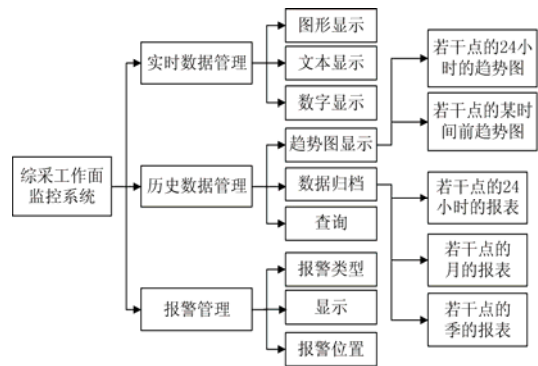 综采工作面
监控系统
实时数据管理
图形显示
文本显示
数字显示
历史数据管理
趋势图显示
若干点的24小
时的趋势图
若干点的某时
间前趋势图
数据归档
若干点的24
小时的报表
若干点的
月的报表
若干点的
季的报表
查询
报警管理
报警类型
显示
报警位置